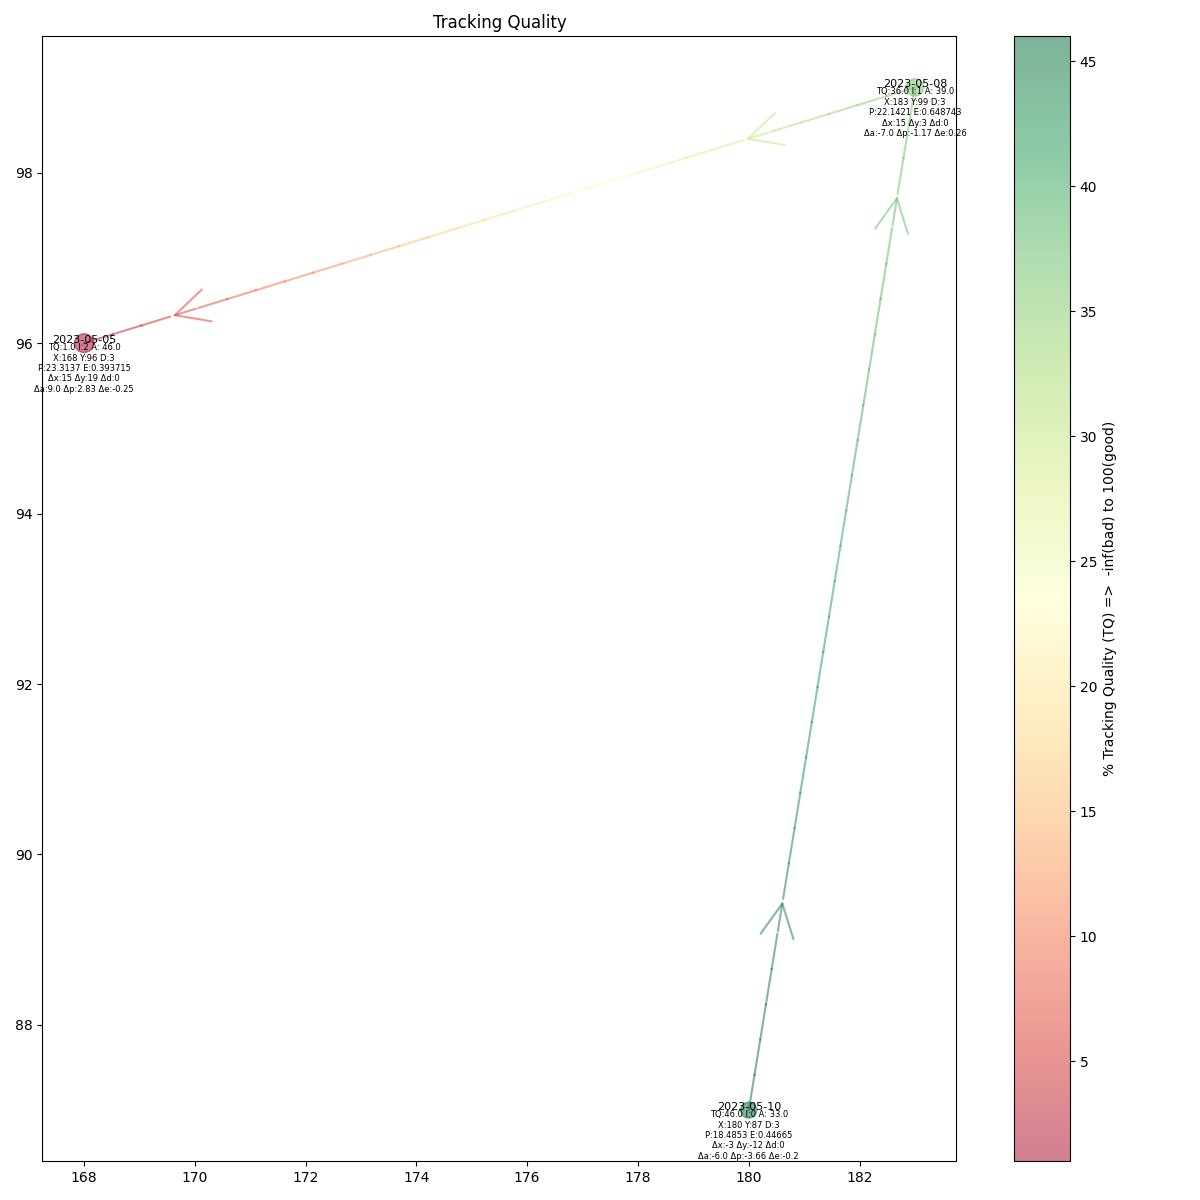 Tracking Quality
2023-05-08
TQ:36.0 I:1 A: 39.0
X:183 Y:99 D:3
P:22.1421 E:0.648743
Δx:15 Δy:3 Δd:0
Δa:-7.0 Δp:-1.17 Δe:0.26
2023-05-05
TQ:1.0 I:2 A: 46.0
X:168 Y:96 D:3
P:23.3137 E:0.393715
Δx:15 Δy:19 Δd:0
Δa:9.0 Δp:2.83 Δe:-0.25
2023-05-10
TQ:46.0 I:0 A: 33.0
X:180 Y:87 D:3
P:18.4853 E:0.44665
Δx:-3 Δy:-12 Δd:0
Δa:-6.0 Δp:-3.66 Δe:-0.2
98
96
94
92
90
88
168
170
172
174
176
178
180
182
45
40
35
30
25
20
15
10
5
% Tracking Quality (TQ) => -inf(bad) to 100(good)